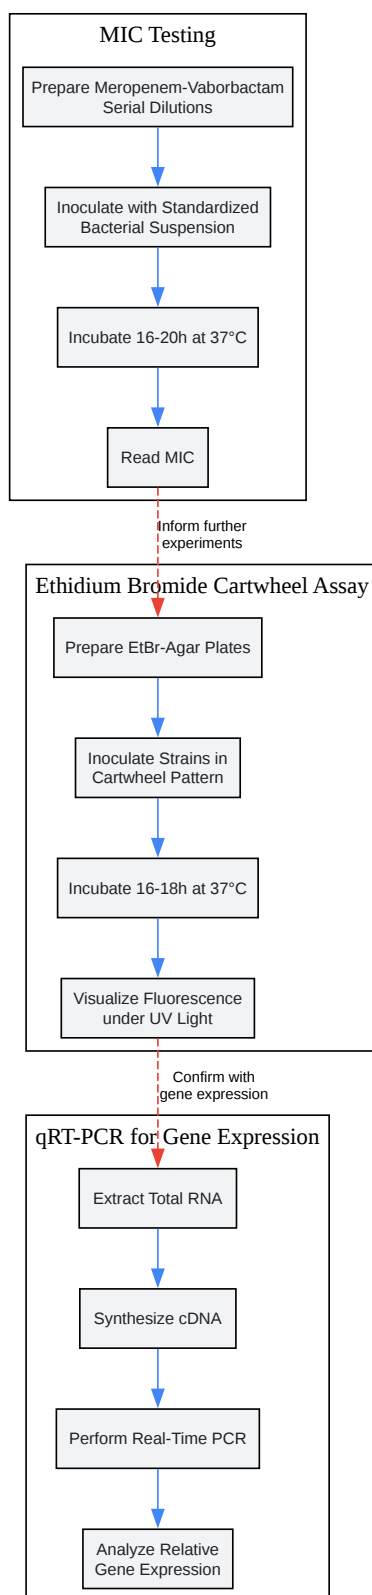 MIC Testing
Prepare Meropenem-Vaborbactam
Serial Dilutions
Inoculate with Standardized
Bacterial Suspension
Incubate 16-20h at 37°C
Read MIC
Inform further
experiments
Ethidium Bromide Cartwheel Assay
Prepare EtBr-Agar Plates
Inoculate Strains in
Cartwheel Pattern
Incubate 16-18h at 37°C
Visualize Fluorescence
under UV Light
Confirm with
gene expression
qRT-PCR for Gene Expression
Extract Total RNA
Synthesize cDNA
Perform Real-Time PCR
Analyze Relative
Gene Expression